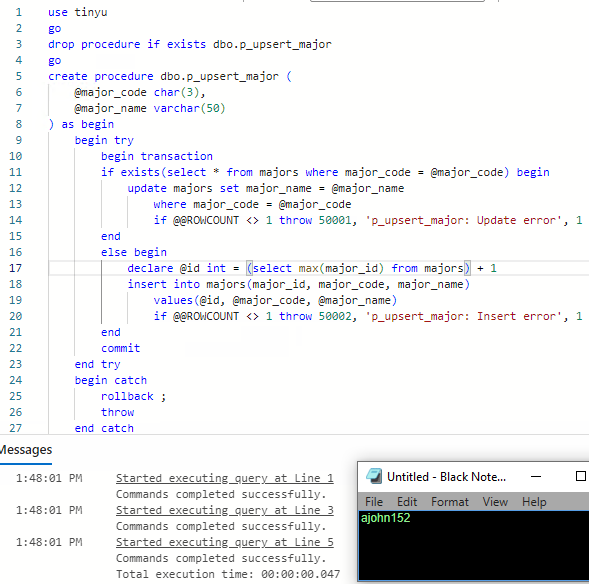 1 use tinyu
2 go
3 drop procedure if exists dbo.p_upsert_major
4 go
5 create procedure dbo.p_upsert_major (
6 @major_code char(3),
7 @major_name varchar(50)
8 ) as begin
9 begin try
10 begin transaction
11 if exists(select * from majors where major_code = @major_code) begin
12 update majors set major_name = @major_name
13 where major_code = @major_code
14 if @@ROWCOUNT <> 1 throw 50001, 'p_upsert_major: Update error', 1
15 end
16 else begin
17 declare @id int = (select max(major_id) from majors) + 1
18 insert into majors(major_id, major_code, major_name)
19 values(@id, @major_code, @major_name)
20 if @@ROWCOUNT <> 1 throw 50002, 'p_upsert_major: Insert error', 1
21 end
22 commit
23 end try
24 begin catch
25 rollback ;
26 throw
27 end catch
Messages
1:48:01 PM Started executing query at Line 1
Commands completed successfully.
1:48:01 PM Started executing query at Line 3
Commands completed successfully.
1:48:01 PM Started executing query at Line 5
Commands completed successfully.
Total execution time: 00:00:00.047
Untitled - Black Note...
File Edit Format View Help
ajohn152